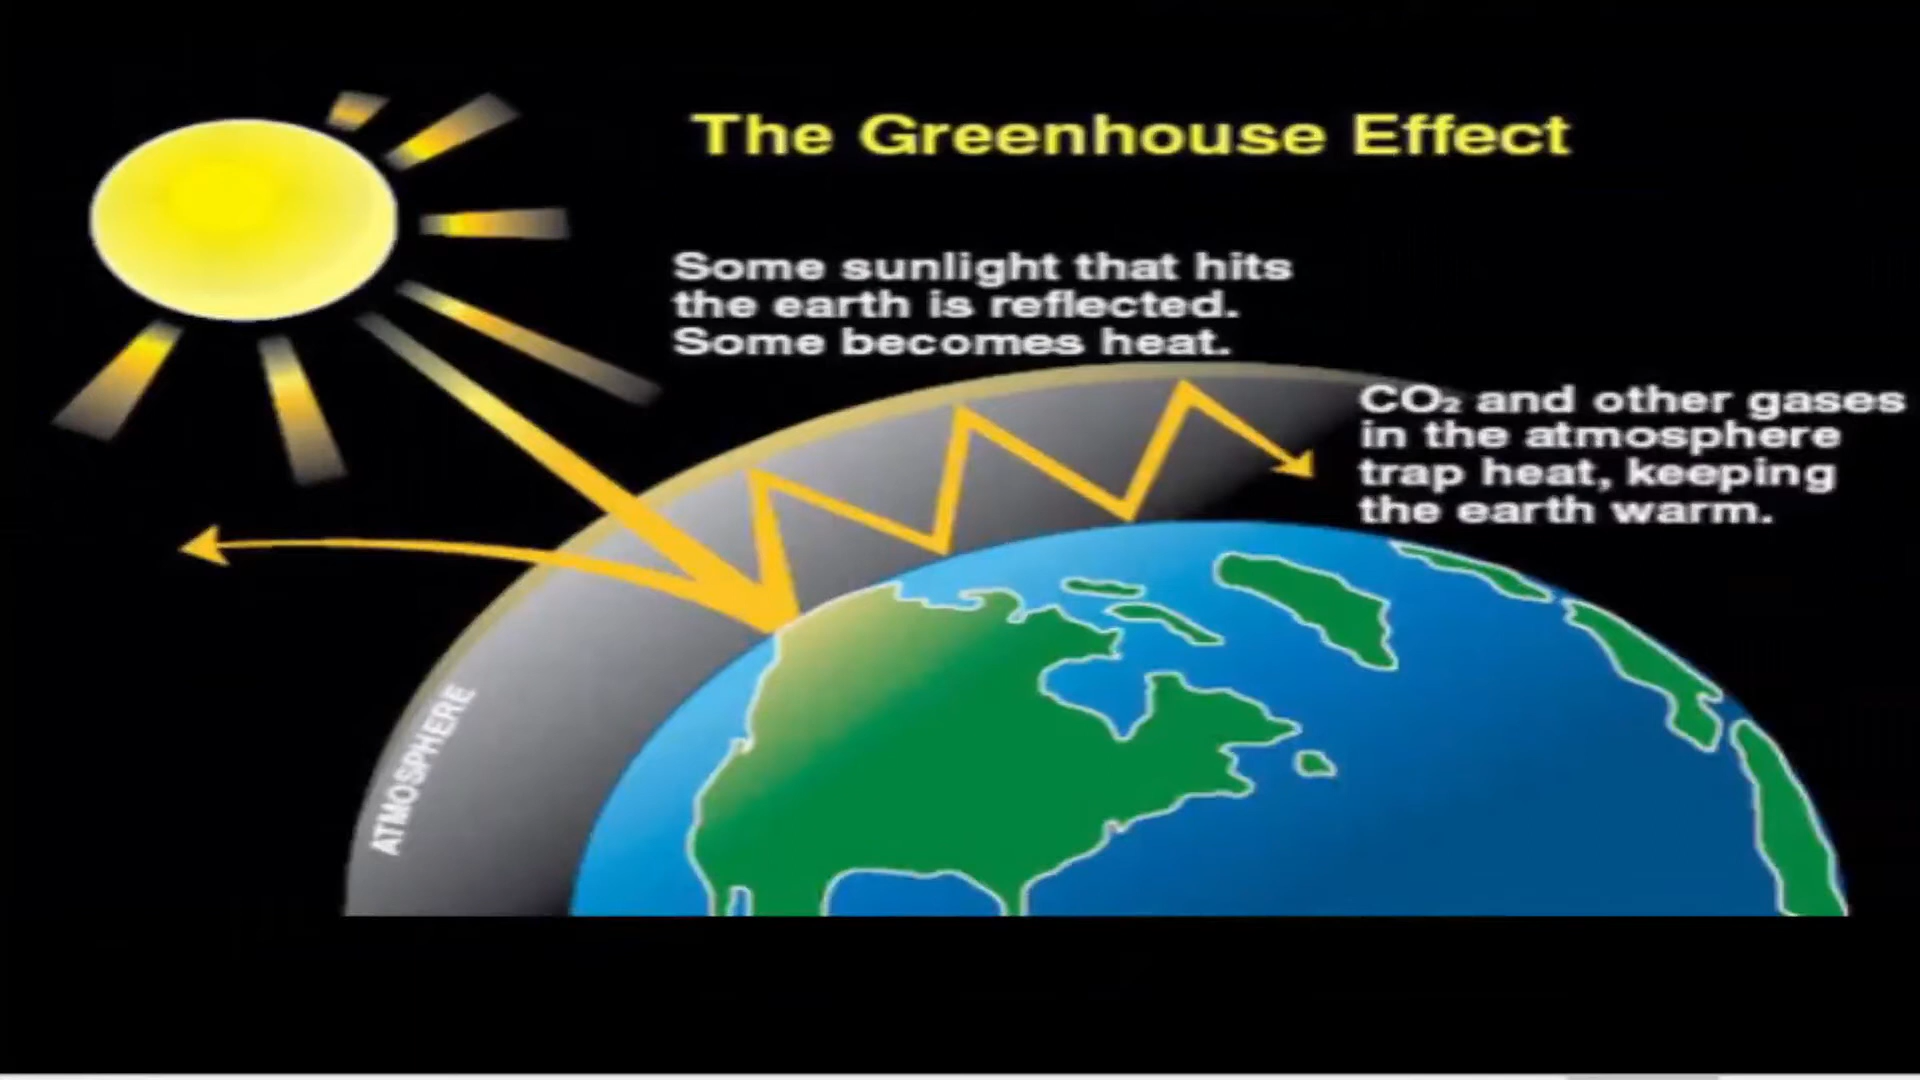 The Greenhouse Effect
Some sunlight that hits
the earth is reflected.
Some becomes heat.
CO₂ and other gases
in the atmosphere
trap heat, keeping
the earth warm.
ATMOSPHERE